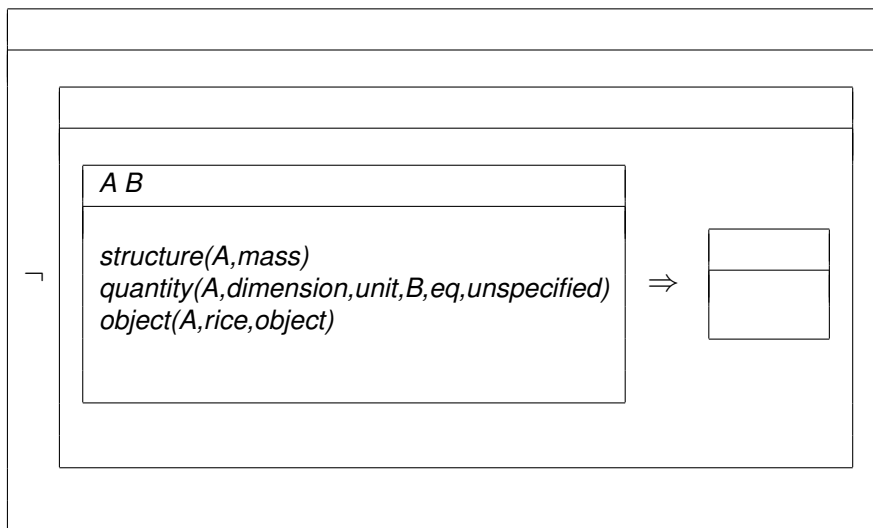 A B
structure(A,mass)
quantity(A,dimension,unit,B,eq,unspecified)
¬
⇒
object(A,rice,object)